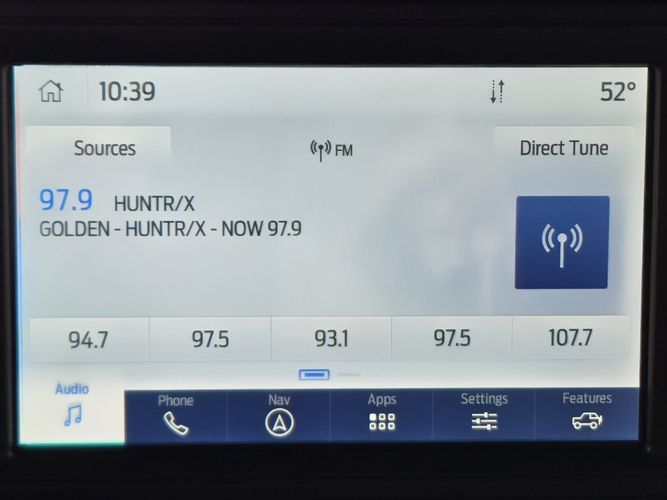 10:39 52°
Sources FM Direct Tune
97.9 HUNTR/X
GOLDEN - HUNTR/X - NOW 97.9
94.7 97.5 93.1 97.5 107.7
Audio Phone Nav Apps Settings Features